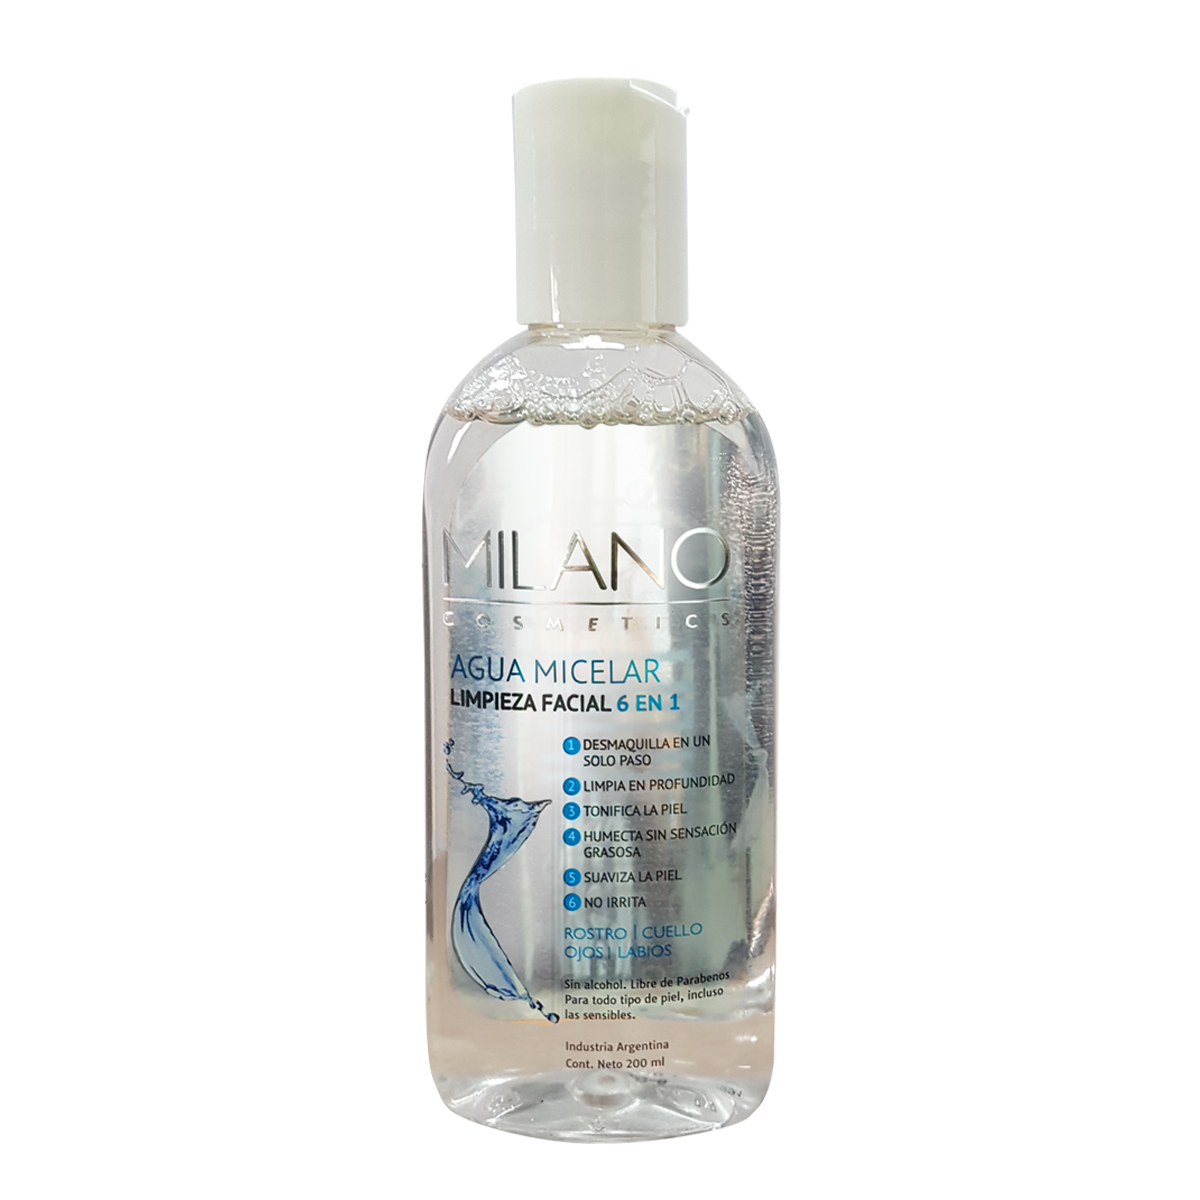 MILANO
COSMETICS
AGUA MICELAR
LIMPIEZA FACIAL 6 EN 1
1 DESMAQUILLA EN UN
SOLO PASO
2 LIMPIA EN PROFUNDIDAD
3 TONIFICA LA PIEL
4 HUMECTA SIN SENSACIÓN
GRASOSA
5 SUAVIZA LA PIEL
6 NO IRRITA
ROSTRO | CUELLO
OJOS | LABIOS
Sin alcohol. Libre de Parabenos
Para todo tipo de piel, incluso
las sensibles.
Industria Argentina
Cont. Neto 200 ml